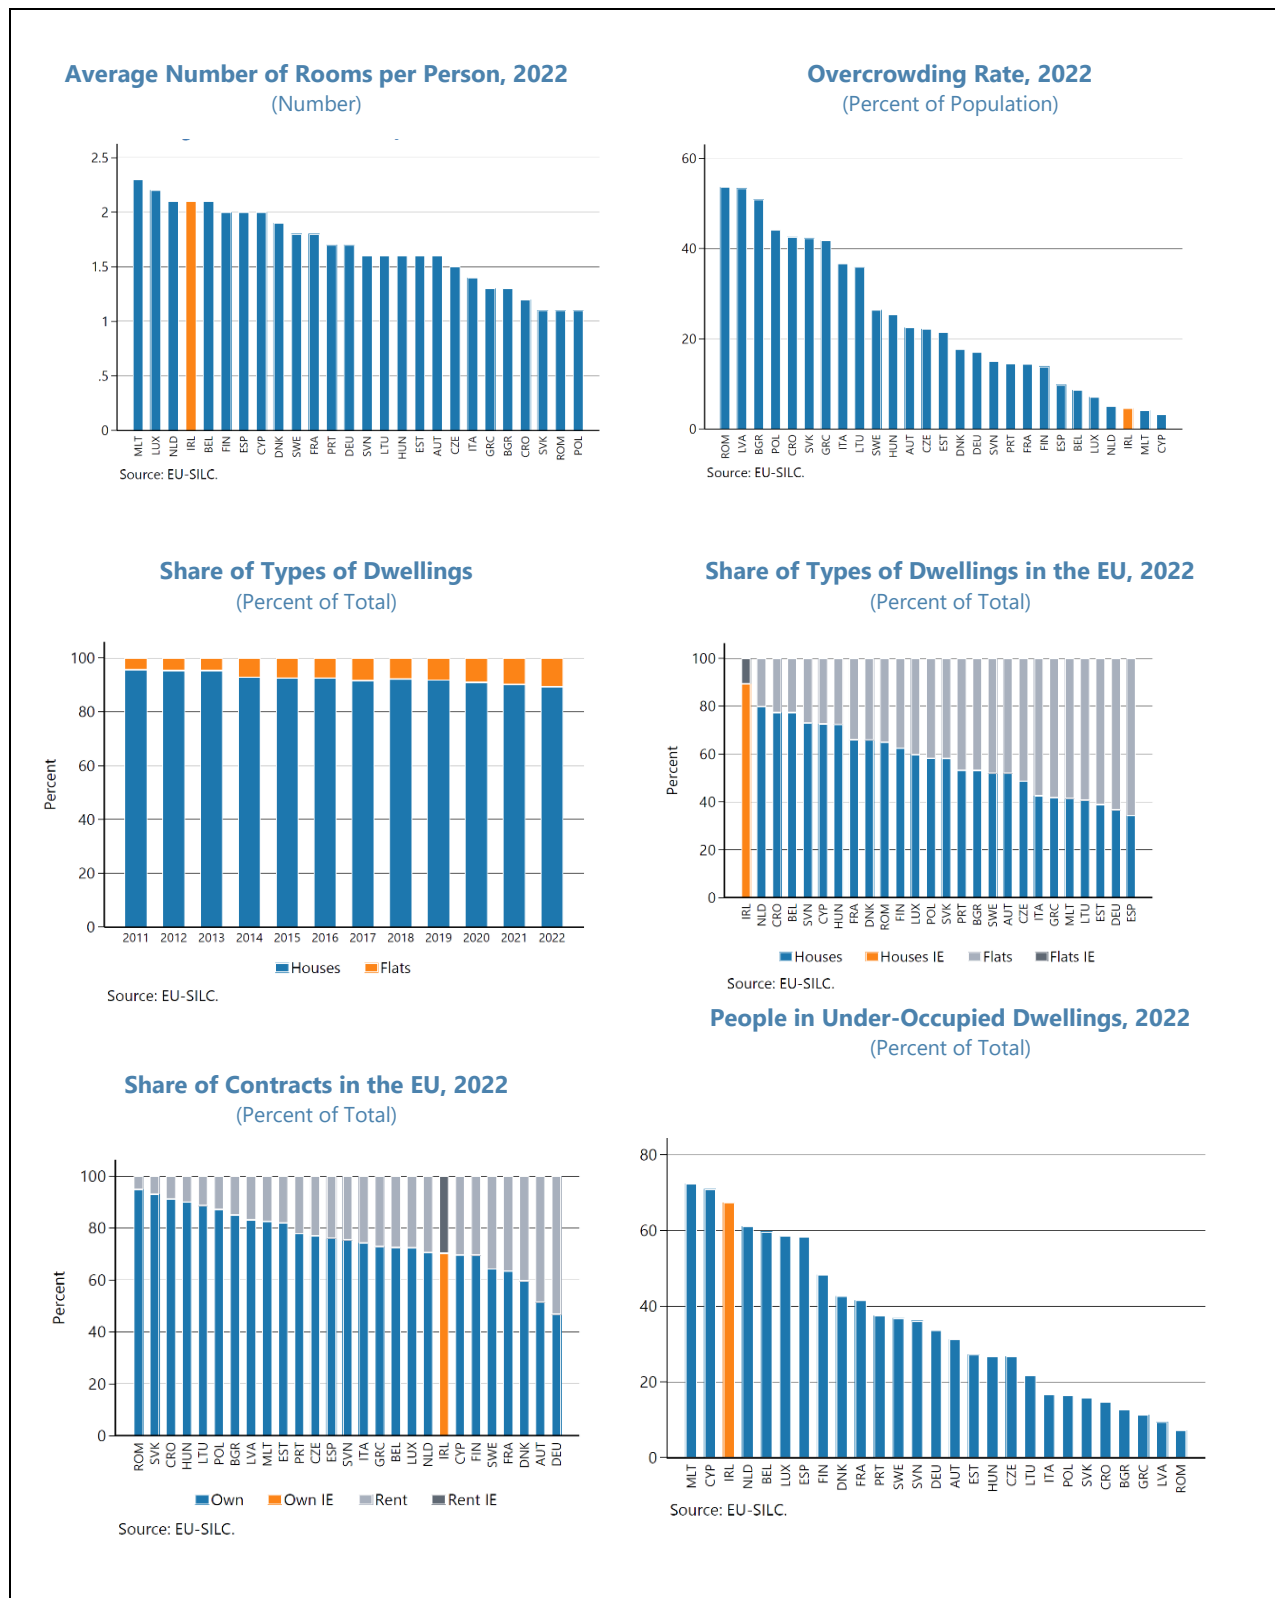 Average Number of Rooms per Person, 2022
(Number)
2.5
2
1.5
1
.5
0
MLT LUX NLD IRL BEL FIN ESP CYP DNK SWE FRA PRT DEU SVN LTU HUN EST AUT CZE ITA GRC BGR CRO SVK ROM POL
Source: EU-SILC.
Overcrowding Rate, 2022
(Percent of Population)
60
40
20
0
ROM LVA BGR POL CRO SVK GRC ITA LTU SWE HUN AUT CZE EST DNK DEU SVN PRT FRA FIN ESP BEL LUX NLD IRL MLT CYP
Source: EU-SILC.
Share of Types of Dwellings
(Percent of Total)
Percent
100
80
60
40
20
0
2011 2012 2013 2014 2015 2016 2017 2018 2019 2020 2021 2022
Houses Flats
Source: EU-SILC.
Share of Types of Dwellings in the EU, 2022
(Percent of Total)
Percent
100
80
60
40
20
0
IRL NLD CRO BEL SVN CYP HUN FRA DNK ROM FIN LUX POL SVK PRT BGR SWE AUT CZE ITA GRC MLT LTU EST DEU ESP
Houses Houses IE Flats Flats IE
Source: EU-SILC.
Share of Contracts in the EU, 2022
(Percent of Total)
Percent
100
80
60
40
20
0
ROM SVK CRO HUN LTU POL BGR LVA MLT EST PRT CZE ESP SVN ITA GRC BEL LUX NLD IRL CYP FIN SWE FRA DNK AUT DEU
Own Own IE Rent Rent IE
Source: EU-SILC.
People in Under-Occupied Dwellings, 2022
(Percent of Total)
80
60
40
20
0
MLT CYP IRL NLD BEL LUX ESP FIN DNK FRA PRT SWE SVN DEU AUT EST HUN CZE LTU ITA POL SVK CRO BGR GRC LVA ROM
Source: EU-SILC.